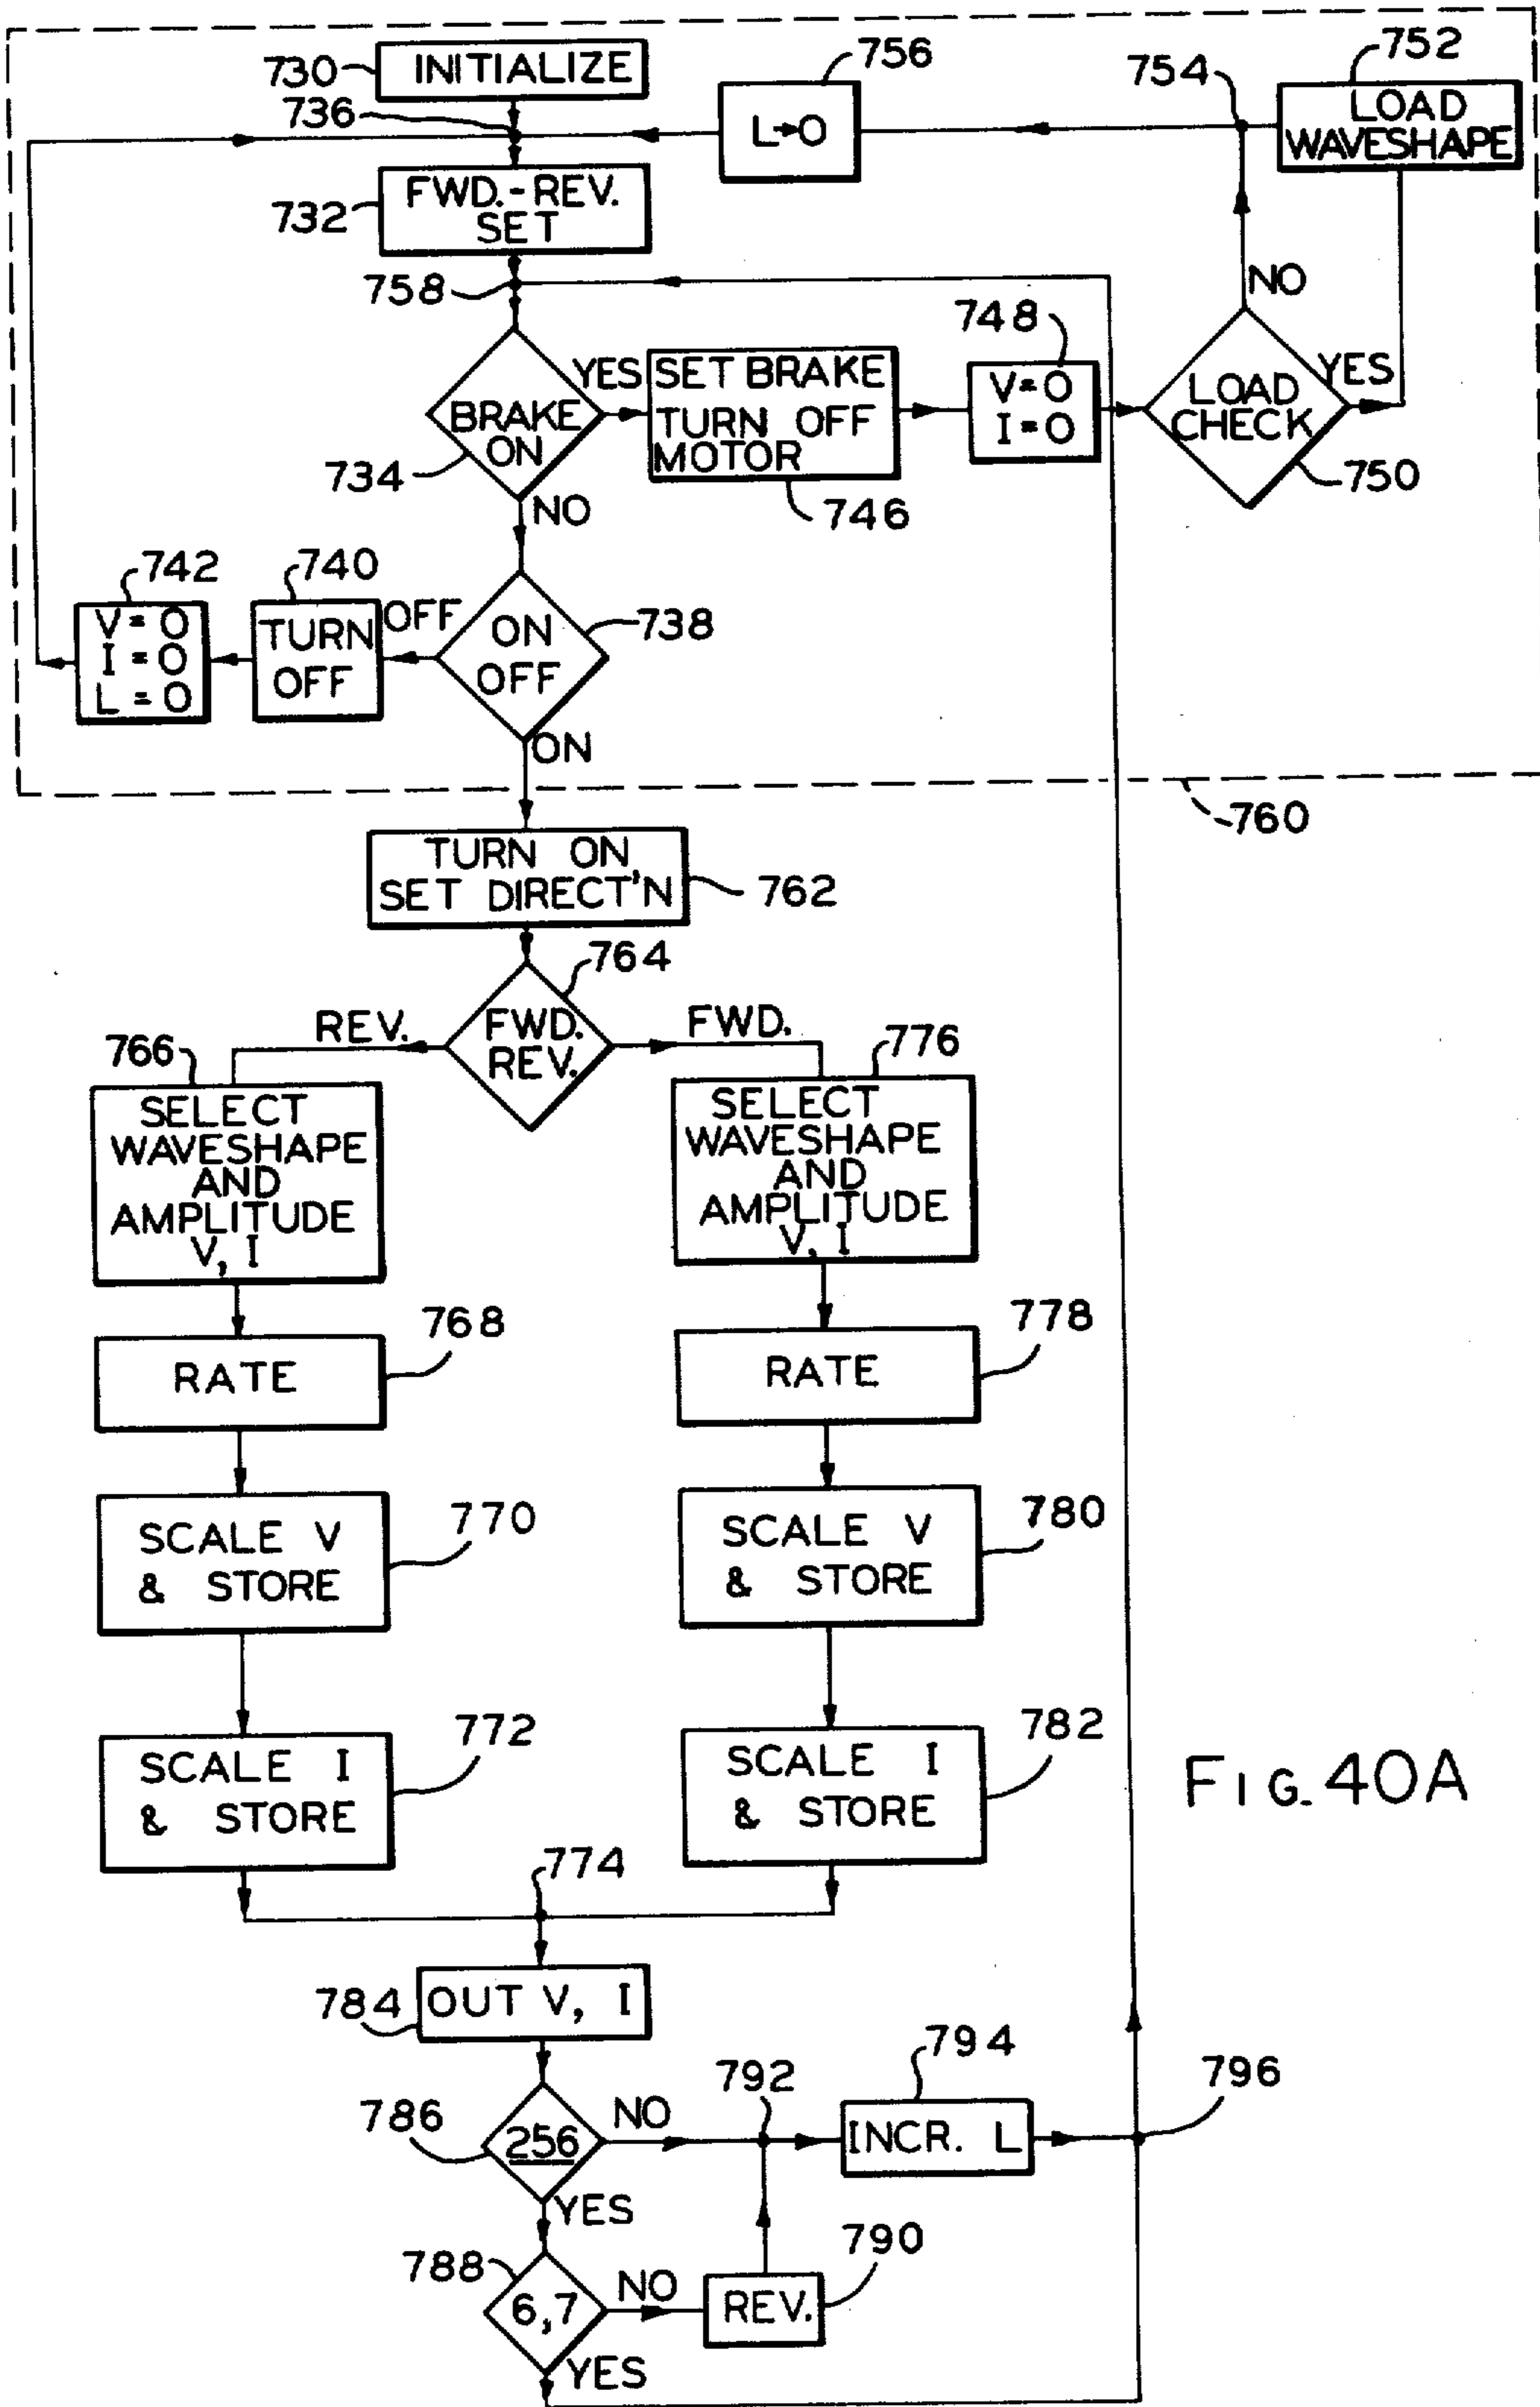 730
INITIALIZE
756
754
752
736
L→O
LOAD
WAVESHAPE
732
FWD.-REV.
SET
758
NO
748
BRAKE
ON
YES
SET BRAKE
TURN OFF
MOTOR
V=O
I=O
LOAD
CHECK
YES
734
746
750
NO
742
740
V=O
I=O
L=O
TURN
OFF
OFF
ON
OFF
738
ON
760
TURN ON,
SET DIRECT'N
762
764
REV.
FWD.
REV.
FWD.
766
776
SELECT
WAVESHAPE
AND
AMPLITUDE
V, I
SELECT
WAVESHAPE
AND
AMPLITUDE
V, I
768
778
RATE
RATE
770
780
SCALE V
& STORE
SCALE V
& STORE
772
782
SCALE I
& STORE
SCALE I
& STORE
FIG. 40A
774
784
OUT V, I
794
792
796
786
256
NO
INCR. L
YES
788
790
6,7
NO
REV.
YES